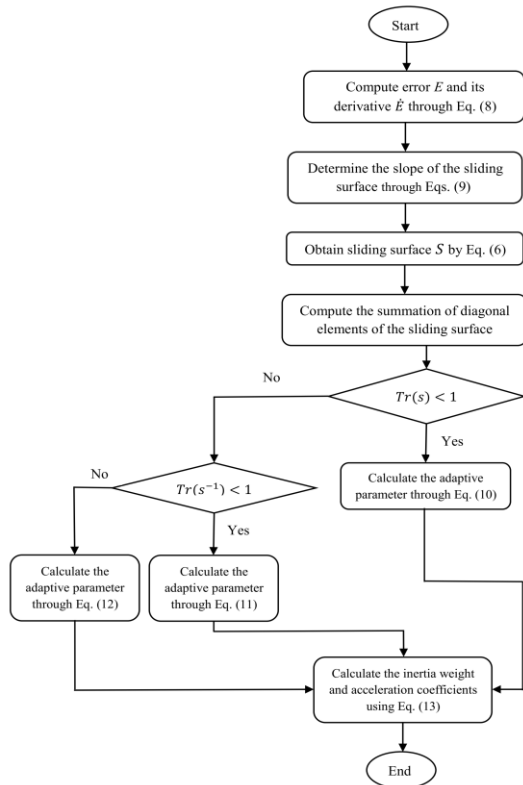 Start
Compute error E and its
derivative Ė through Eq. (8)
Determine the slope of the sliding
surface through Eqs. (9)
Obtain sliding surface S by Eq. (6)
Compute the summation of diagonal
elements of the sliding surface
No
Tr(s) < 1
Yes
Calculate the adaptive
parameter through Eq. (10)
No
Tr(s⁻¹) < 1
Yes
Calculate the
adaptive parameter
through Eq. (12)
Calculate the
adaptive parameter
through Eq. (11)
Calculate the inertia weight
and acceleration coefficients
using Eq. (13)
End